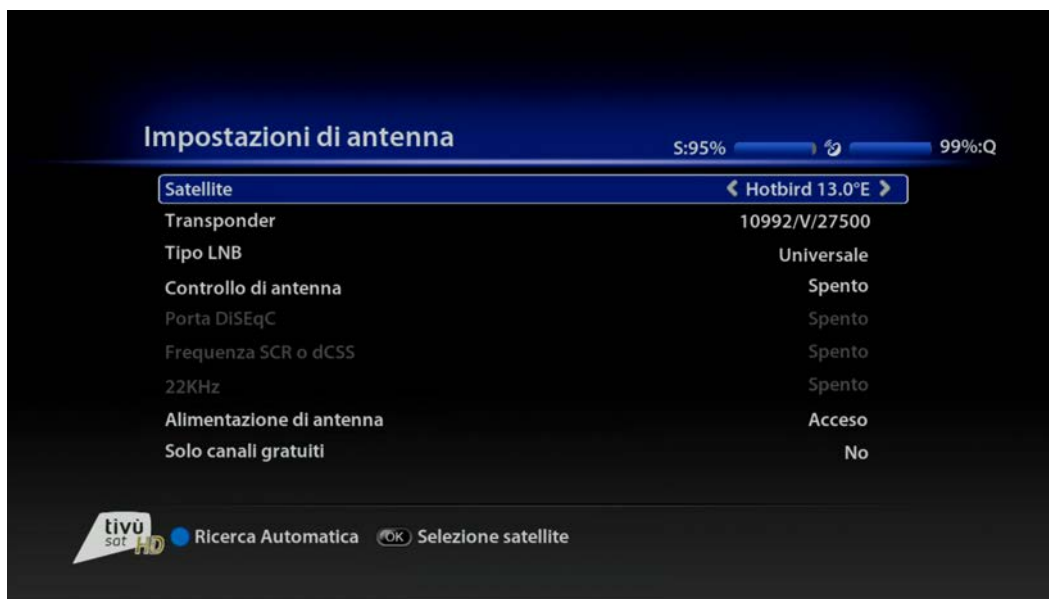 Impostazioni di antenna
S:95% 99%:Q
Satellite Hotbird 13.0°E
Transponder 10992/V/27500
Tipo LNB Universale
Controllo di antenna Spento
Porta DiSEqC Spento
Frequenza SCR o dCSS Spento
22KHz Spento
Alimentazione di antenna Acceso
Solo canali gratuiti No
tivù
sat HD
Ricerca Automatica OK Selezione satellite